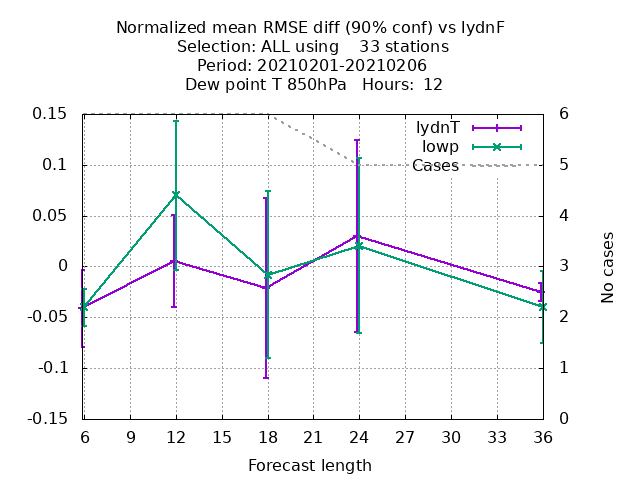 Normalized mean RMSE diff (90% conf) vs lydnF
Selection: ALL using    33 stations
Period: 20210201-20210206
Dew point T 850hPa   Hours:  12
0.15
0.1
0.05
0
-0.05
-0.1
-0.15
lydnT
lowp
Cases
6
5
4
3
2
1
0
No cases
6 9 12 15 18 21 24 27 30 33 36
Forecast length